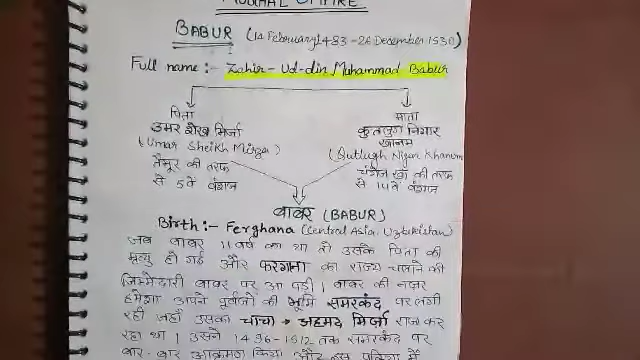 MUGHAL EMPIRE
BABUR (14 February 1483 - 26 December 1530)
Full name :- Zahir - Ud-din Muhammad Babur
पिता
माता
उमर शेख मिर्जा
कुतलुग निगार खानम
(Umar Sheikh Mirza)
(Qutlugh Nigar Khanum
तैमूर की तरफ
चंगेज खां की तरफ
से 5वे वंशज
से 14वे वंशज
बाबर (BABUR)
Birth :- Ferghana (Central Asia, Uzbekistan)
जब बाबर 11 वर्ष का था तो उसके पिता की
मृत्यु हो गई और फरगना का राज्य चलाने की
जिम्मेदारी बाबर पर आ पड़ी। बाबर की नजर
हमेशा अपने पूर्वजों की भूमि समरकंद पर लगी
रही जहाँ उसका चाचा → अहमद मिर्जा राज कर
रहा था। उसने 1496-1512 तक समरकंद पर
बार-बार आक्रमण किया और इस प्रक्रिया में